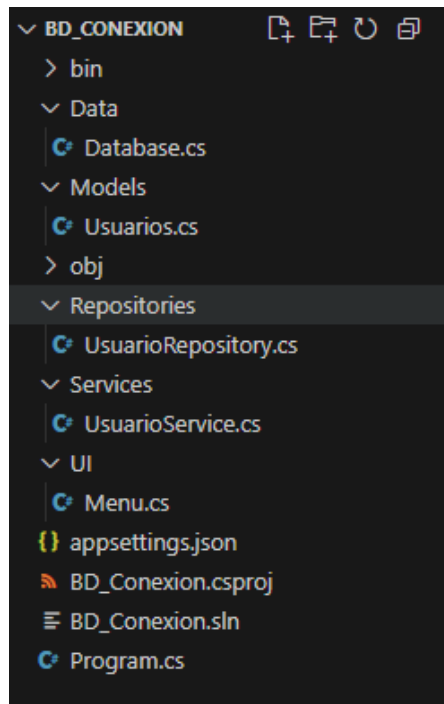 BD_CONEXION
bin
Data
C# Database.cs
Models
C# Usuarios.cs
obj
Repositories
C# UsuarioRepository.cs
Services
C# UsuarioService.cs
UI
C# Menu.cs
{} appsettings.json
BD_Conexion.csproj
BD_Conexion.sln
C# Program.cs